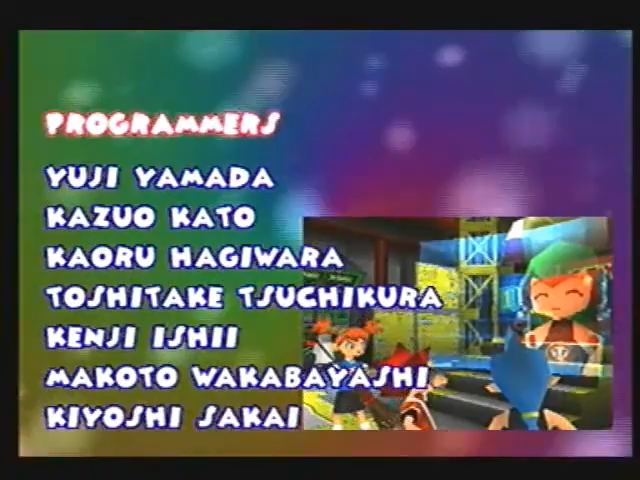 PROGRAMMERS
YUJI YAMADA
KAZUO KATO
KAORU HAGIWARA
TOSHITAKE TSUCHIKURA
KENJI ISHII
MAKOTO WAKABAYASHI
KIYOSHI SAKAI